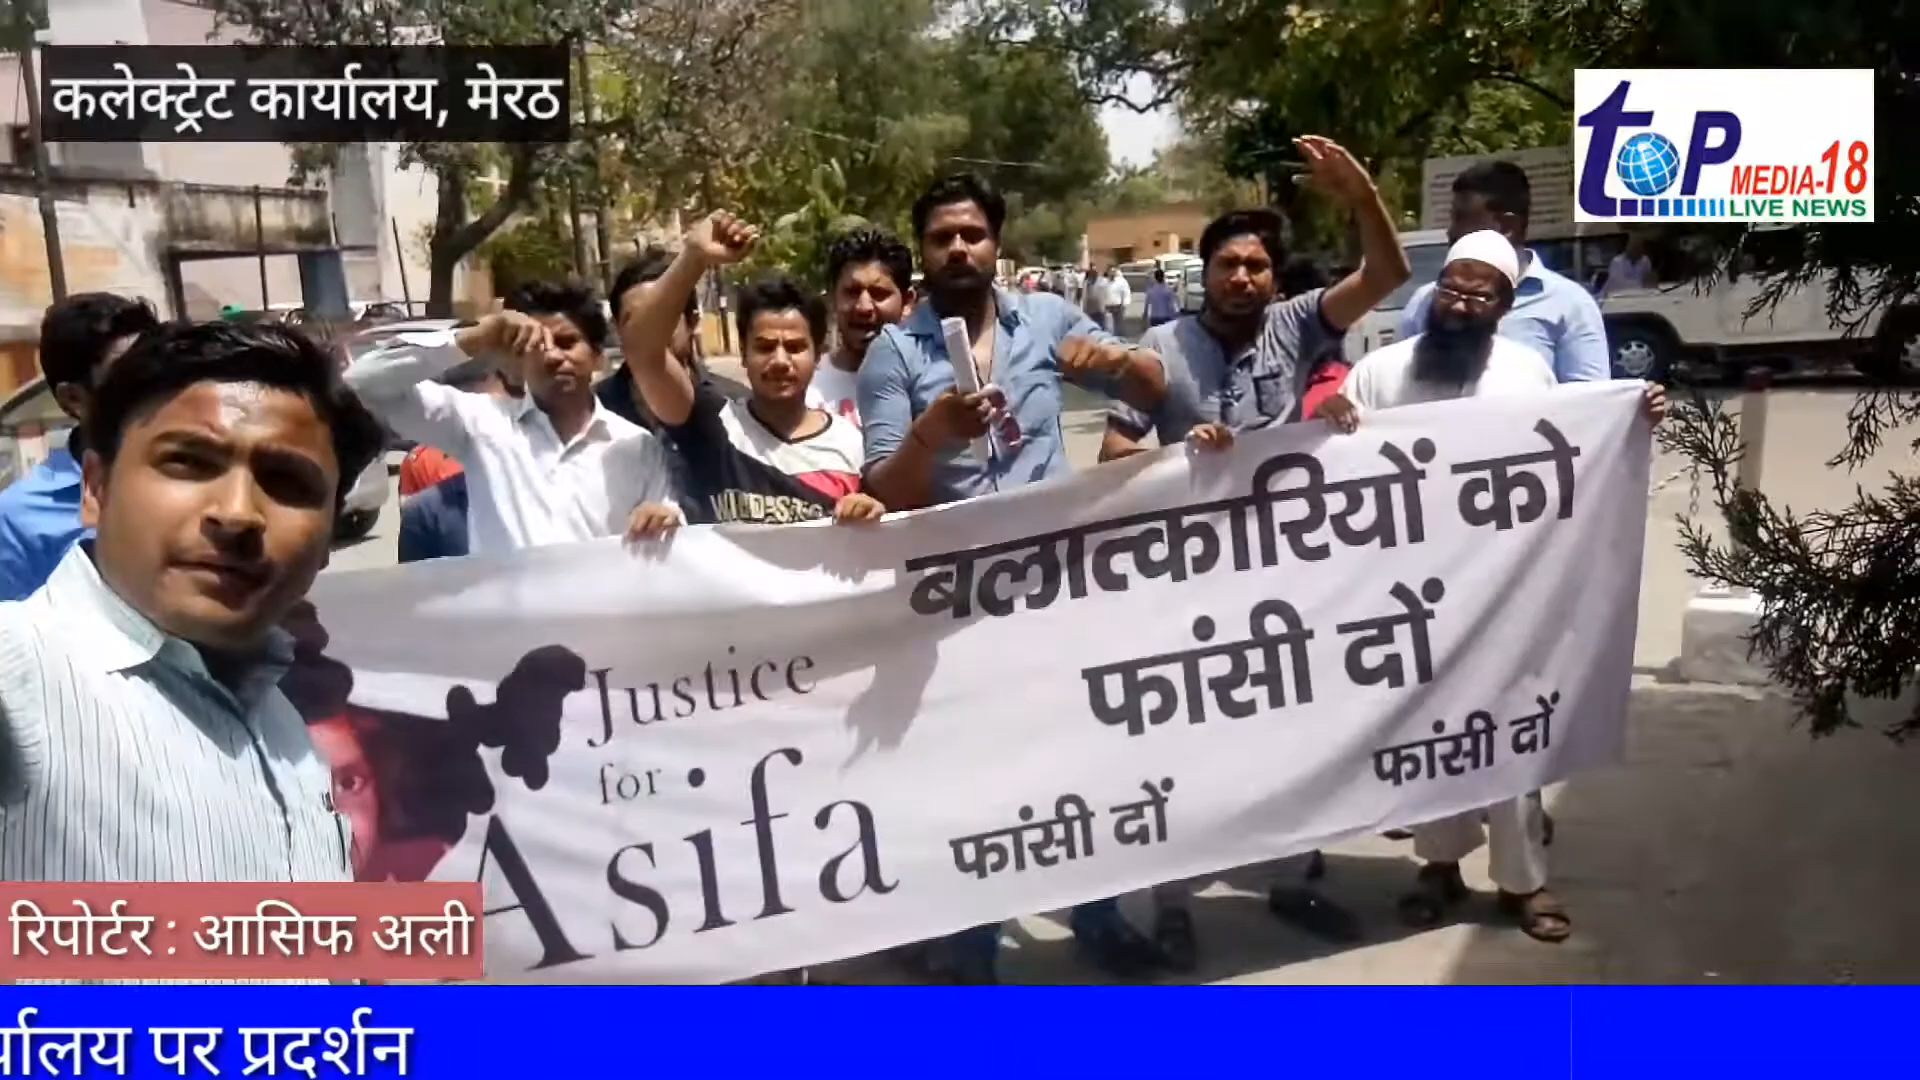 कलेक्ट्रेट कार्यालय, मेरठ
toP
MEDIA-18
LIVE NEWS
बलात्कारियों को
फांसी दों
फांसी दों
फांसी दों
Justice
for
Asifa
रिपोर्टर : आसिफ अली
र्यालय पर प्रदर्शन